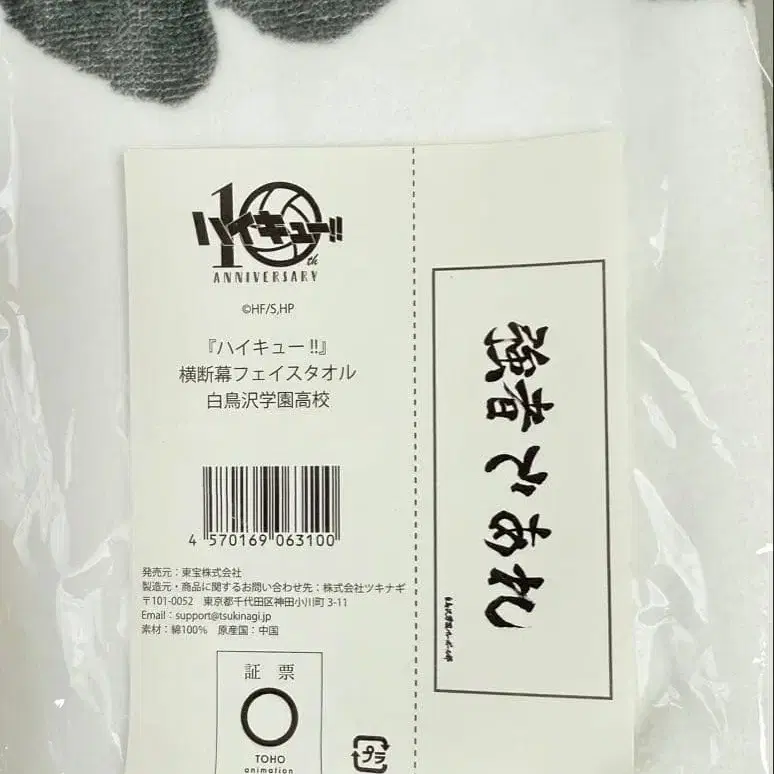 10th
ハイキュー!!
ANNIVERSARY
©HF/S,HP
『ハイキュー!!』
横断幕フェイスタオル
白鳥沢学園高校
4 570169 063100
発売元：東宝株式会社
製造元・商品に関するお問い合わせ先：株式会社ツキナギ
〒101-0052 東京都千代田区神田小川町 3-11
Email：support@tsukinagi.jp
素材：綿100% 原産国：中国
証 票
TOHO
animation
プラ
強者であれ